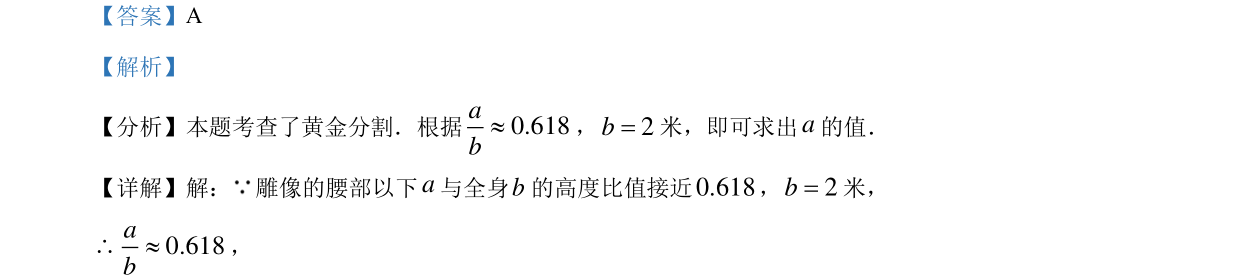 【答案】A
【解析】
【分析】本题考查了黄金分割．根据 a/b ≈ 0.618，b = 2 米，即可求出 a 的值．
【详解】解：∵雕像的腰部以下 a 与全身 b 的高度比值接近 0.618，b = 2 米，
∴ a/b ≈ 0.618，